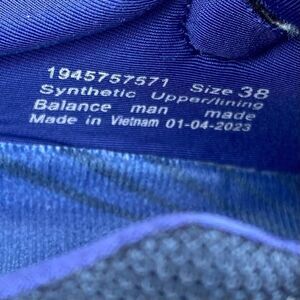 1945757571 Size 38
Synthetic Upper/lining
Balance man made
Made in Vietnam 01-04-2023